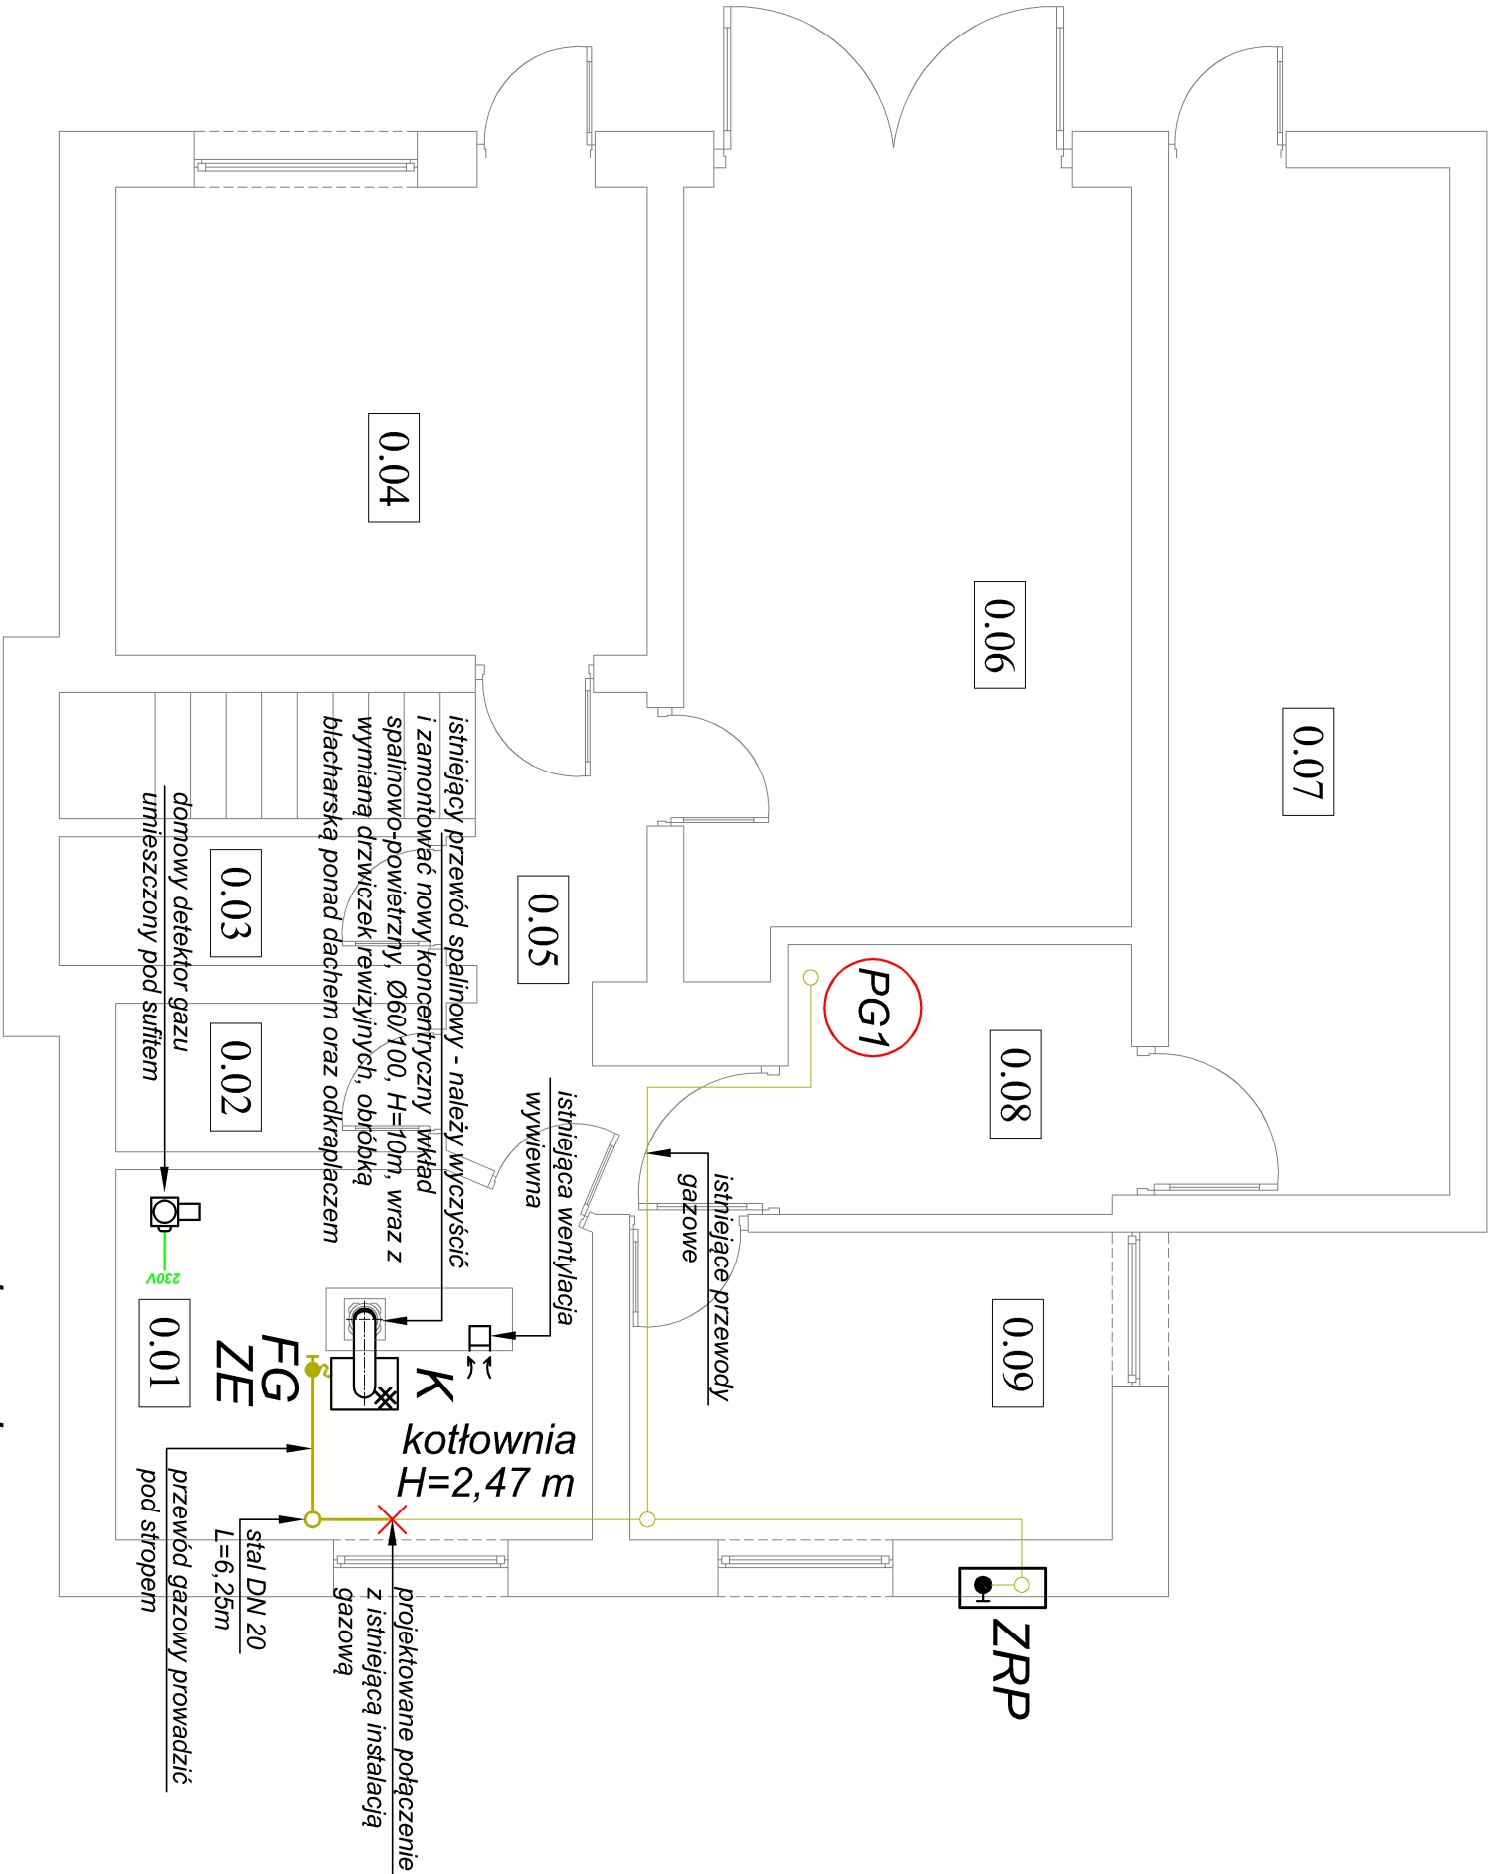 0.07
0.06
0.04
PG1
0.08
0.05
0.03
0.02
0.09
0.01
istniejący przewód spalinowy - należy wyczyścić
i zamontować nowy koncentryczny wkład
spalinowo-powietrzny, Ø60/100, H=10m, wraz z
wymianą drzwiczek rewizyjnych, obróbką
blacharską ponad dachem oraz odkraplaczem
domowy detektor gazu
umieszczony pod sufitem
istniejąca wentylacja
wywiewna
istniejące przewody
gazowe
230V
K
FG
ZE
kotłownia
H=2,47 m
ZRP
stal DN 20
L=6,25m
przewód gazowy prowadzić
pod stropem
projektowane połączenie
z istniejącą instalacją
gazową